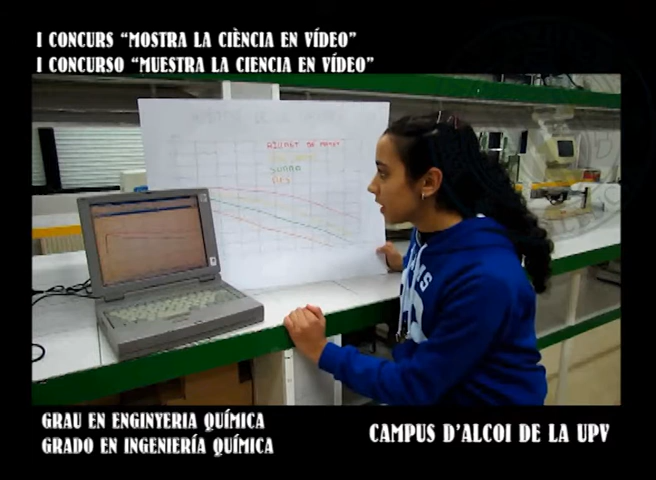 I CONCURS “MOSTRA LA CIÈNCIA EN VÍDEO”
I CONCURSO “MUESTRA LA CIENCIA EN VÍDEO”
SUMMA
GRAU EN ENGINYERIA QUÍMICA
GRADO EN INGENIERÍA QUÍMICA
CAMPUS D’ALCOI DE LA UPV